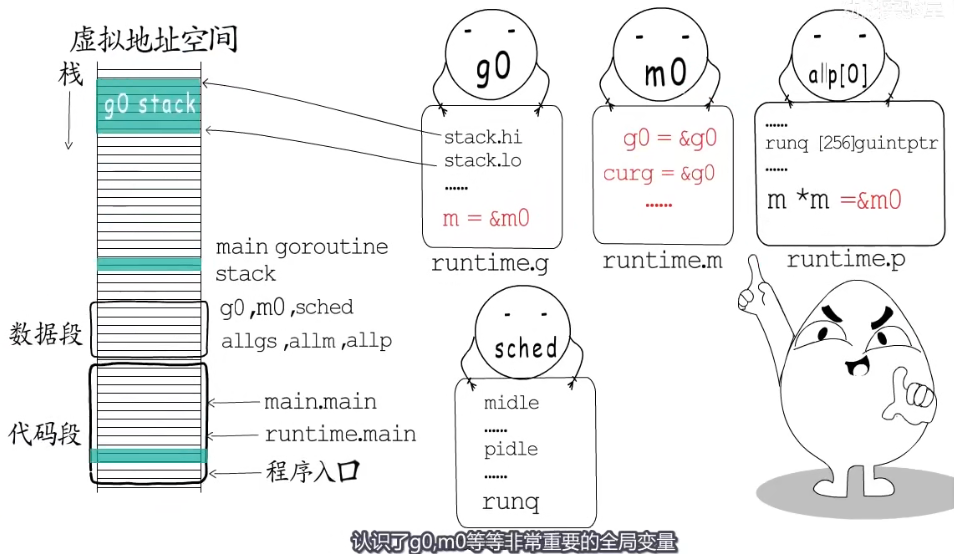 虚拟地址空间
栈
g0 stack
main goroutine
stack
g0 ,m0 ,sched
allgs ,allm ,allp
数据段
代码段
main.main
runtime.main
程序入口
g0
stack.hi
stack.lo
......
m = &m0
runtime.g
m0
g0 = &g0
curg = &g0
......
runtime.m
allp[0]
......
runq [256]guintptr
......
m *m =&m0
runtime.p
sched
midle
......
pidle
......
runq
认识了g0,m0等等非常重要的全局变量